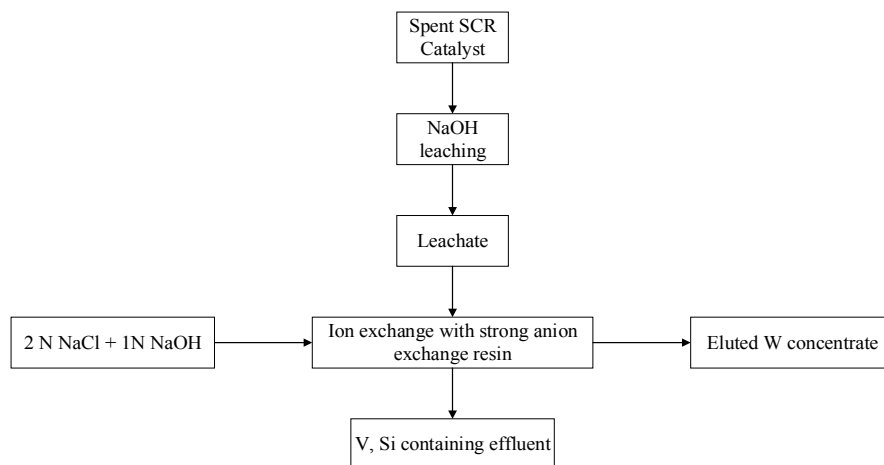 Spent SCR
Catalyst
NaOH
leaching
Leachate
2 N NaCl + 1N NaOH
Ion exchange with strong anion
exchange resin
Eluted W concentrate
V, Si containing effluent